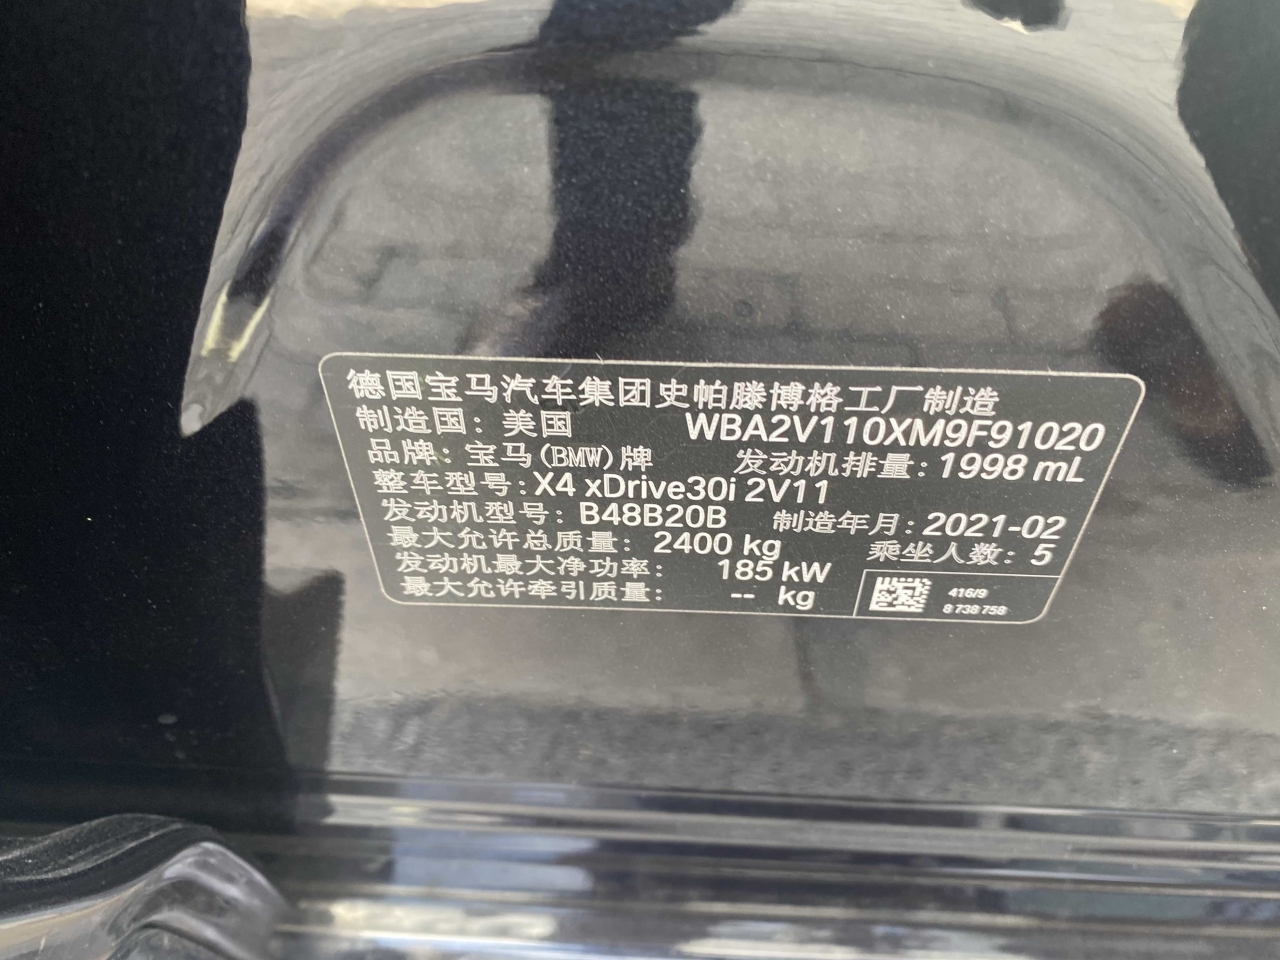 德国宝马汽车集团史帕滕博格工厂制造
制造国：美国 WBA2V110XM9F91020
品牌：宝马(BMW)牌 发动机排量：1998 mL
整车型号：X4 xDrive30i 2V11
发动机型号：B48B20B 制造年月：2021-02
最大允许总质量：2400 kg 乘坐人数：5
发动机最大净功率：185 kW
最大允许牵引质量：-- kg
416/9
8 738 758